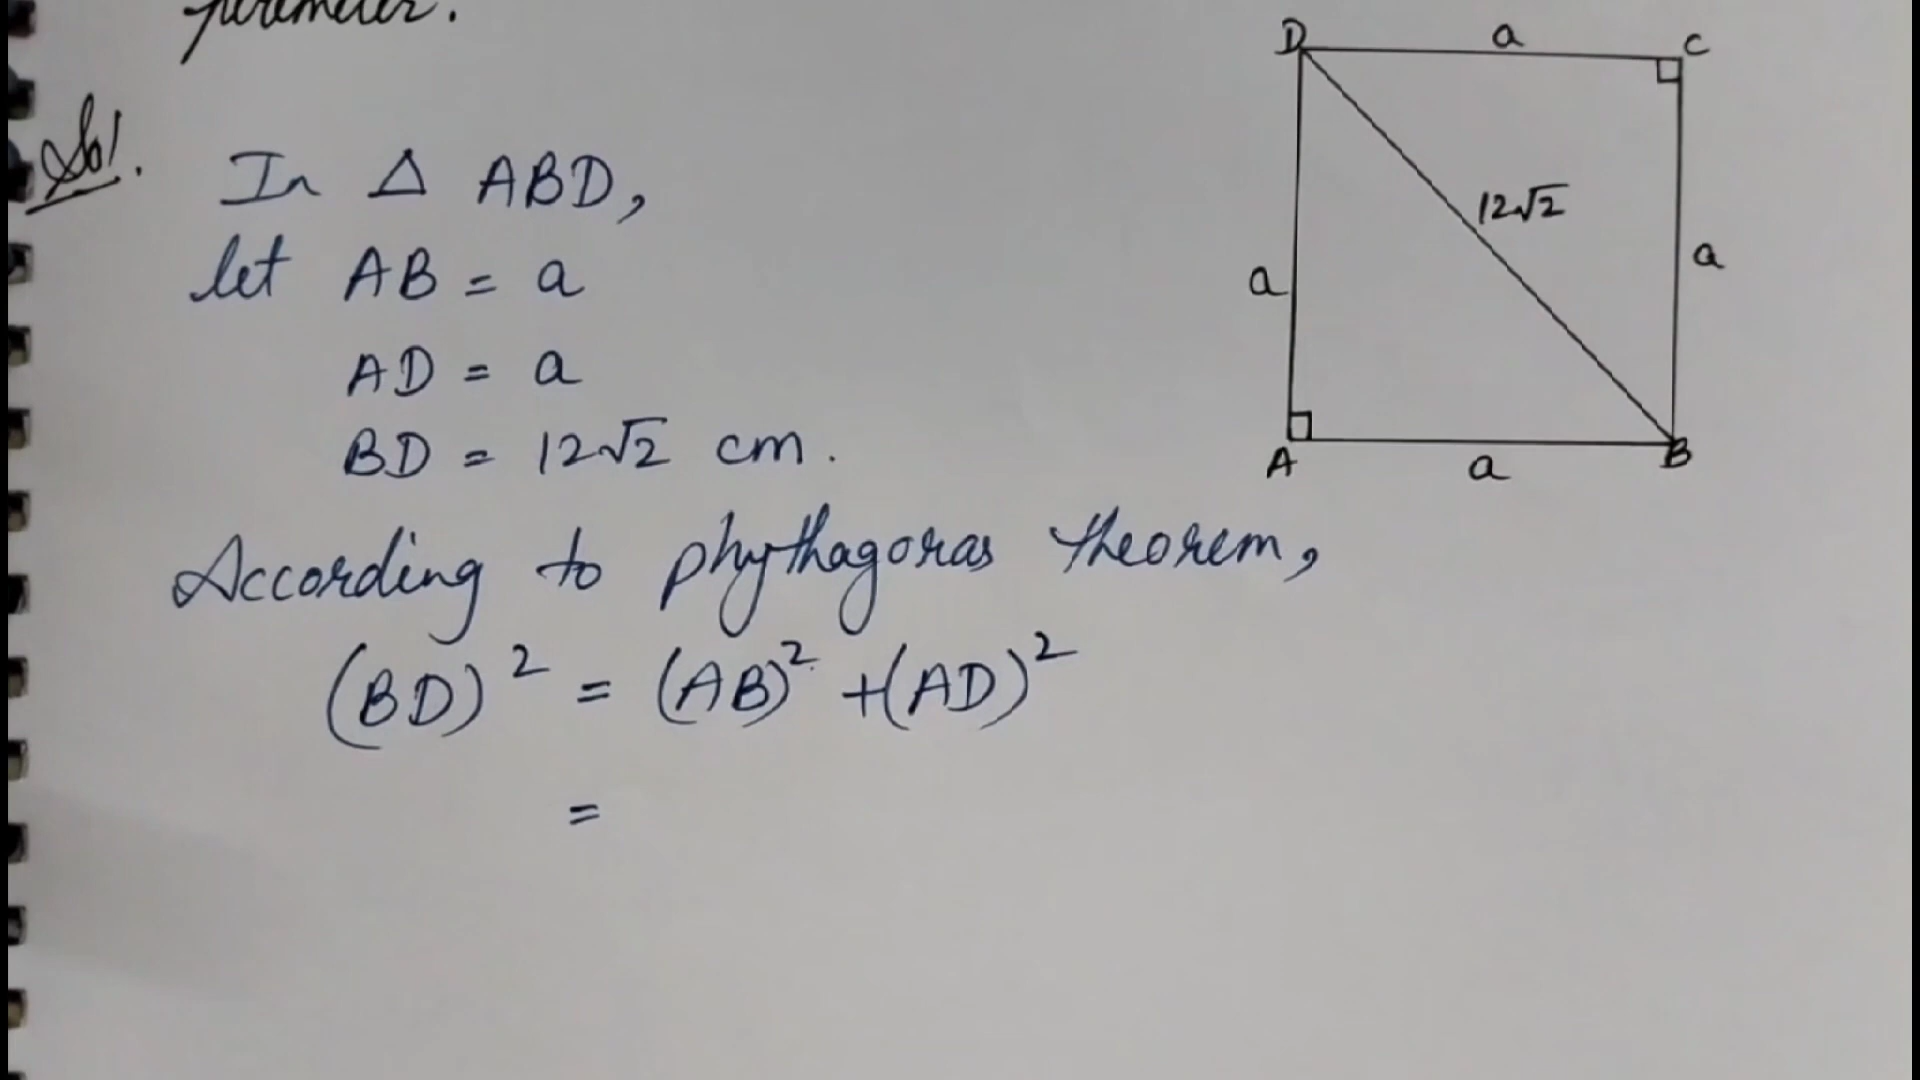 perimeter.
Sol.
In Δ ABD,
let AB = a
AD = a
BD = 12√2 cm.
According to phythagoras theorem,
(BD)² = (AB)² + (AD)²
=
D a C
12√2
a a
A a B